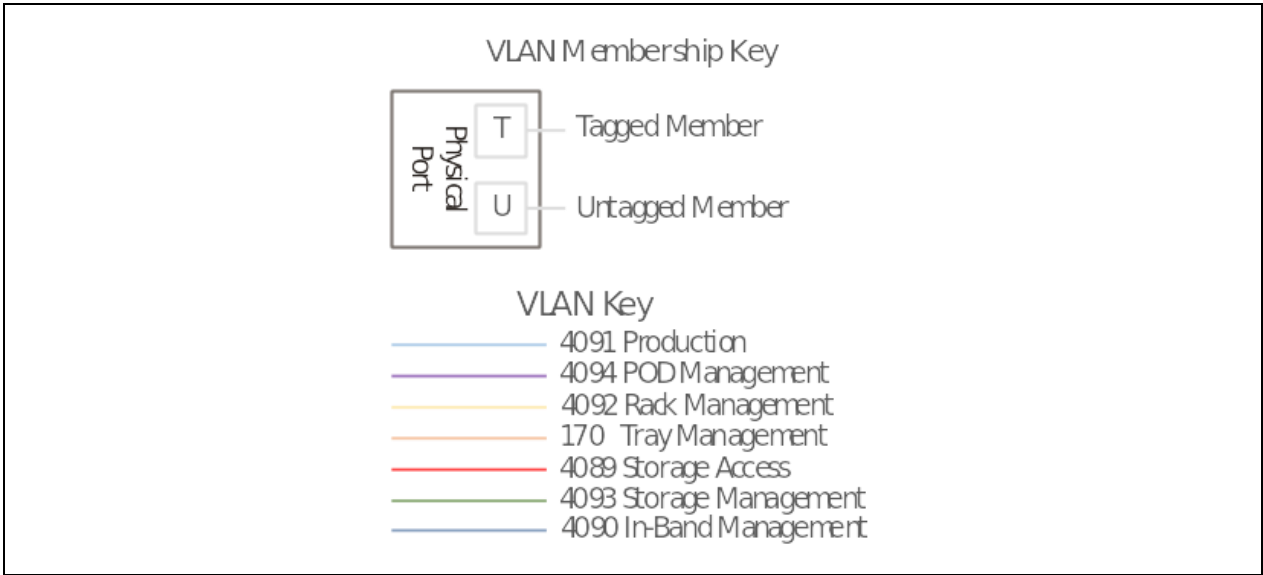 VLAN Membership Key
T
Tagged Member
Physical
Port
U
Untagged Member
VLAN Key
4091 Production
4094 POD Management
4092 Rack Management
170 Tray Management
4089 Storage Access
4093 Storage Management
4090 In-Band Management